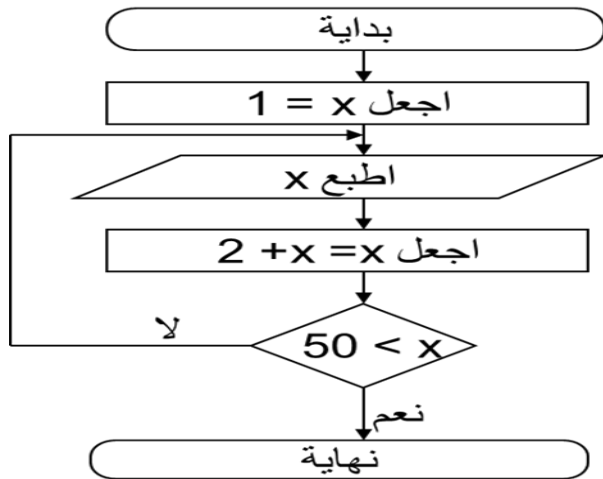 بداية
اجعل x = 1
اطبع x
اجعل x= x+ 2
50 < x
لا
نعم
نهاية